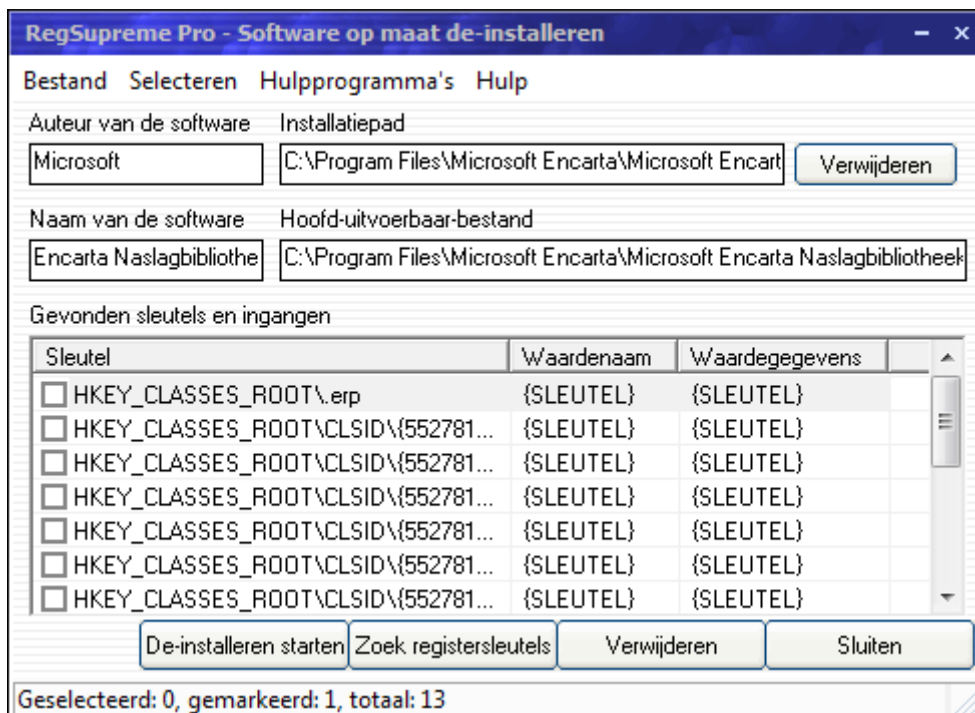 RegSupreme Pro - Software op maat de-installeren
Bestand Selecteren Hulpprogramma's Hulp
Auteur van de software Installatiepad
Microsoft C:\Program Files\Microsoft Encarta\Microsoft Encart Verwijderen
Naam van de software Hoofd-uitvoerbaar-bestand
Encarta Naslagbibliothe C:\Program Files\Microsoft Encarta\Microsoft Encarta Naslagbibliotheek
Gevonden sleutels en ingangen
Sleutel Waardenaam Waardegegevens
HKEY_CLASSES_ROOT\.erp {SLEUTEL} {SLEUTEL}
HKEY_CLASSES_ROOT\CLSID\{552781... {SLEUTEL} {SLEUTEL}
HKEY_CLASSES_ROOT\CLSID\{552781... {SLEUTEL} {SLEUTEL}
HKEY_CLASSES_ROOT\CLSID\{552781... {SLEUTEL} {SLEUTEL}
HKEY_CLASSES_ROOT\CLSID\{552781... {SLEUTEL} {SLEUTEL}
HKEY_CLASSES_ROOT\CLSID\{552781... {SLEUTEL} {SLEUTEL}
HKEY_CLASSES_ROOT\CLSID\{552781... {SLEUTEL} {SLEUTEL}
De-installeren starten Zoek registersleutels Verwijderen Sluiten
Geselecteerd: 0, gemarkeerd: 1, totaal: 13